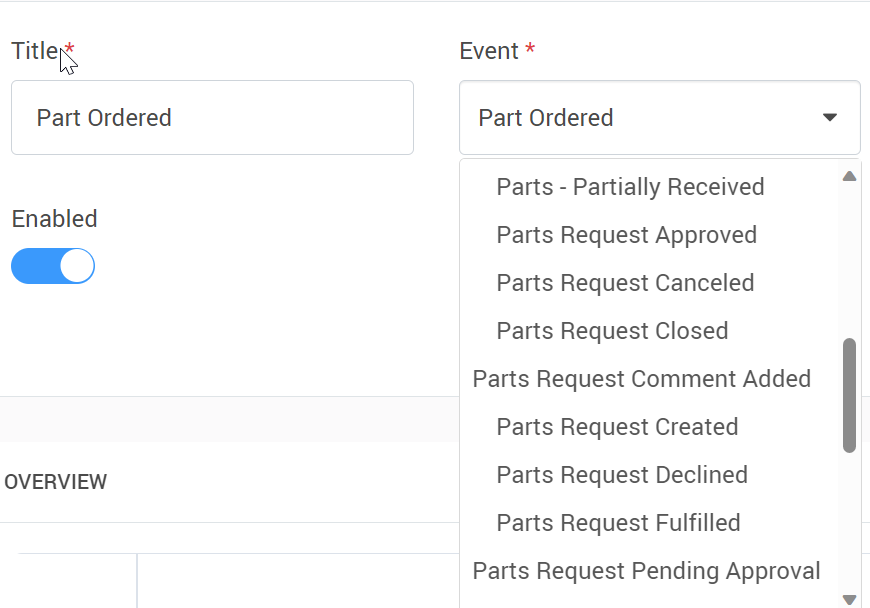 Title *
Event *
Part Ordered
Part Ordered
Enabled
Parts - Partially Received
Parts Request Approved
Parts Request Canceled
Parts Request Closed
Parts Request Comment Added
Parts Request Created
Parts Request Declined
Parts Request Fulfilled
Parts Request Pending Approval
OVERVIEW